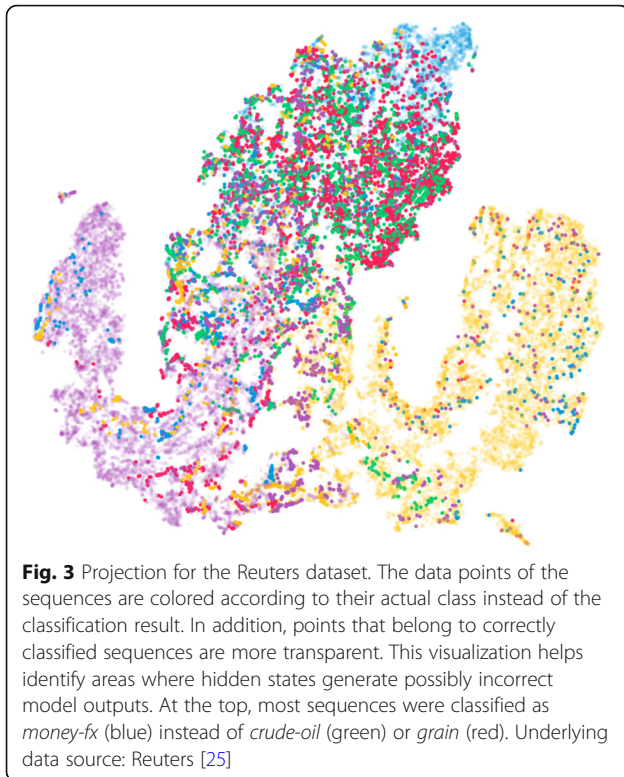 Fig. 3 Projection for the Reuters dataset. The data points of the
sequences are colored according to their actual class instead of the
classification result. In addition, points that belong to correctly
classified sequences are more transparent. This visualization helps
identify areas where hidden states generate possibly incorrect
model outputs. At the top, most sequences were classified as
money-fx (blue) instead of crude-oil (green) or grain (red). Underlying
data source: Reuters [25]